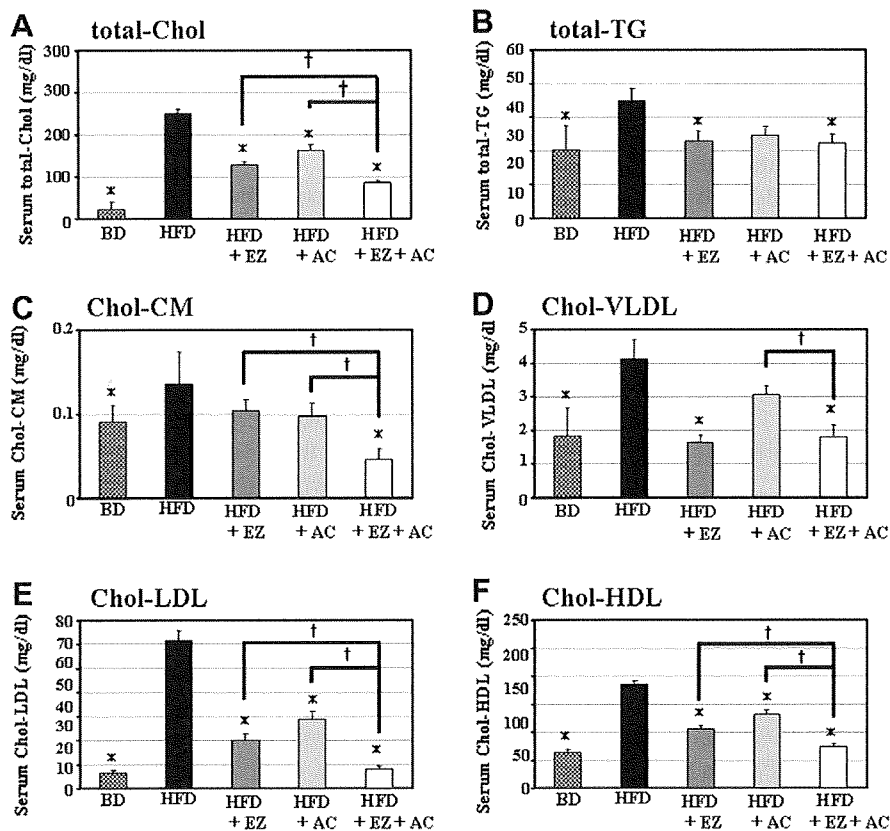 A
total-Chol
Serum total-Chol (mg/dl)
300
200
200
100
0
†
†
×
×
×
×
BD
HFD
HFD
+ EZ
HFD
+ AC
HFD
+ EZ + AC
B
total-TG
Serum total-TG (mg/dl)
60
50
40
30
30
20
10
0
×
×
×
BD
HFD
HFD
+ EZ
HFD
+ AC
HFD
+ EZ + AC
C
Chol-CM
Serum Chol-CM (mg/dl)
0.2
0.1
0
†
†
×
×
BD
HFD
HFD
+ EZ
HFD
+ AC
HFD
+ EZ + AC
D
Chol-VLDL
Serum Chol-VLDL (mg/dl)
5
4
3
2
1
0
†
×
×
×
BD
HFD
HFD
+ EZ
HFD
+ AC
HFD
+ EZ + AC
E
Chol-LDL
Serum Chol-LDL (mg/dl)
80
70
60
50
40
30
20
10
0
†
†
×
×
×
×
BD
HFD
HFD
+ EZ
HFD
+ AC
HFD
+ EZ + AC
F
Chol-HDL
Serum Chol-HDL (mg/dl)
250
200
150
100
50
0
†
†
×
×
×
×
BD
HFD
HFD
+ EZ
HFD
+ AC
HFD
+ EZ + AC